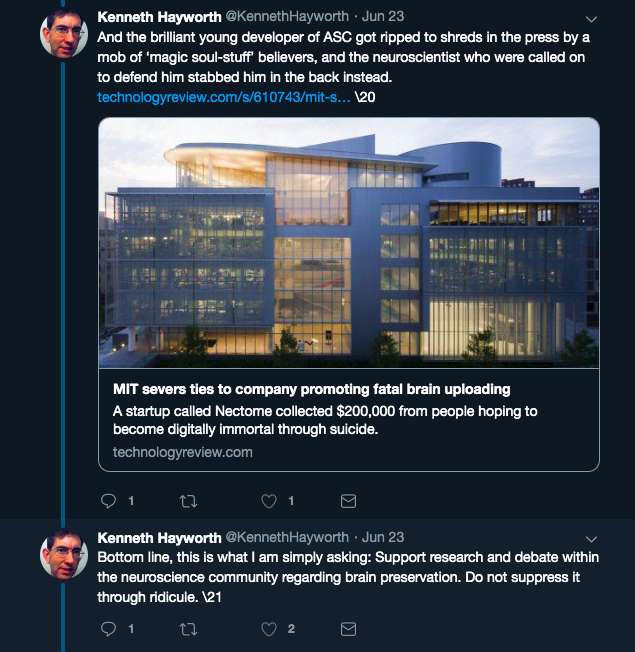 Kenneth Hayworth @KennethHayworth · Jun 23
And the brilliant young developer of ASC got ripped to shreds in the press by a
mob of ‘magic soul-stuff’ believers, and the neuroscientist who were called on
to defend him stabbed him in the back instead.
technologyreview.com/s/610743/mit-s... \20
MIT severs ties to company promoting fatal brain uploading
A startup called Nectome collected $200,000 from people hoping to
become digitally immortal through suicide.
technologyreview.com
1 1
Kenneth Hayworth @KennethHayworth · Jun 23
Bottom line, this is what I am simply asking: Support research and debate within
the neuroscience community regarding brain preservation. Do not suppress it
through ridicule. \21
1 2